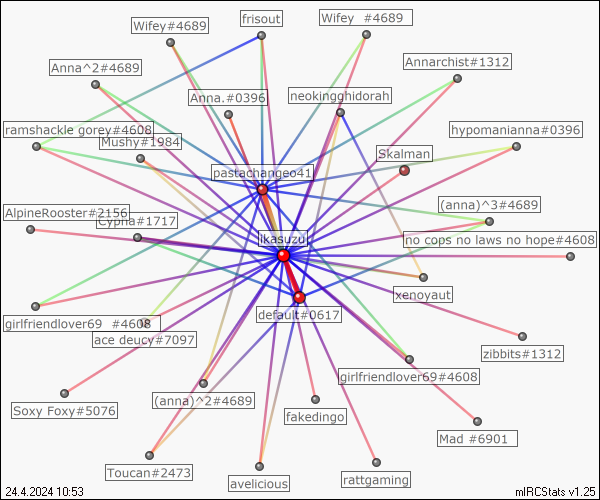 frisout
Wifey #4689
Wifey#4689
Anna^2#4689
Annarchist#1312
Anna.#0396
neokingghidorah
ramshackle gorey#4608
Mushy#1984
hypomanianna#0396
Skalman
pastachangeo41
(anna)^3#4689
AlpineRooster#2156
Cypha#1717
ikasuzu
no cops no laws no hope#4608
xenoyaut
default#0617
girlfriendlover69 #4608
ace deucy#7097
zibbits#1312
girlfriendlover69#4608
(anna)^2#4689
Soxy Foxy#5076
fakedingo
Mad #6901
Toucan#2473
avelicious
rattgaming
24.4.2024 10:53
mIRCStats v1.25